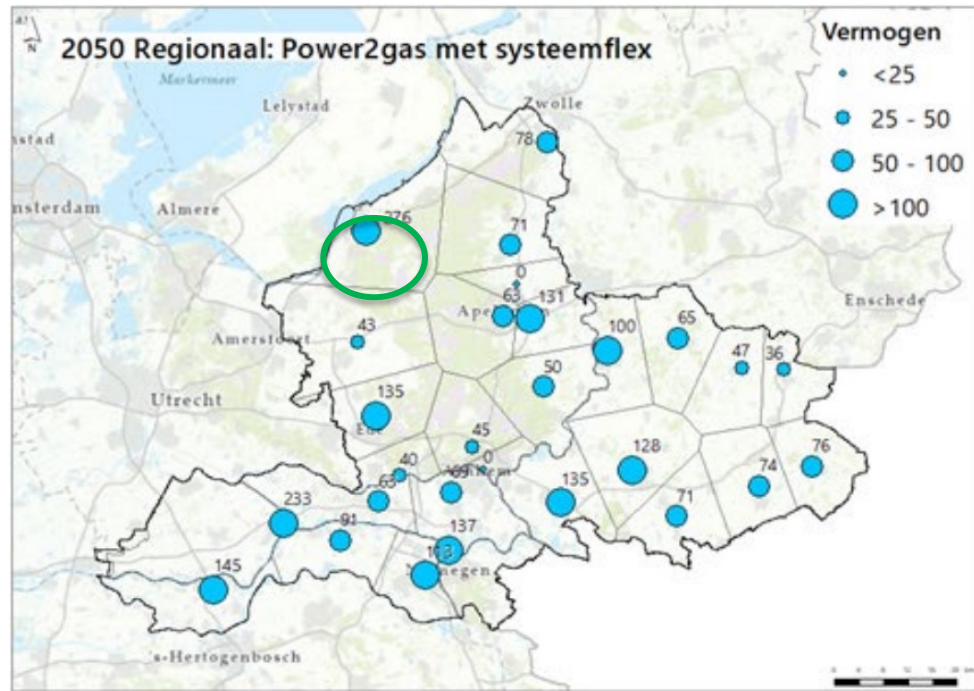 2050 Regionaal: Power2gas met systeemflex
Vermogen
<25
25 - 50
50 - 100
>100
N
Markermeer
Lelystad
Zwolle
78
Almere
276
71
0
63
131
Enschede
100
65
Amersfoort
43
47
36
50
Utrecht
135
Ede
45
0
40
63
69
128
76
135
74
71
233
91
137
145
's-Hertogenbosch